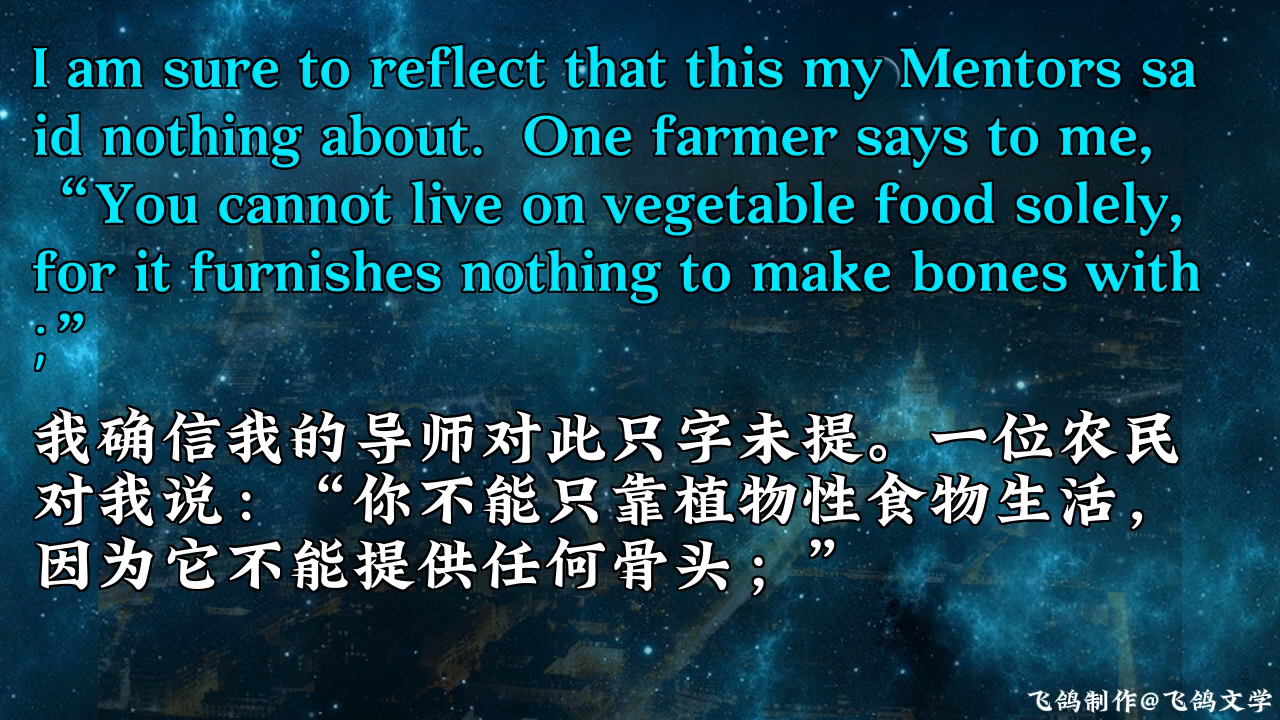 I am sure to reflect that this my Mentors sa
id nothing about.  One farmer says to me,
“You cannot live on vegetable food solely,
for it furnishes nothing to make bones with
;”
我确信我的导师对此只字未提。一位农民
对我说：“你不能只靠植物性食物生活，
因为它不能提供任何骨头；”
飞鸽制作@飞鸽文学